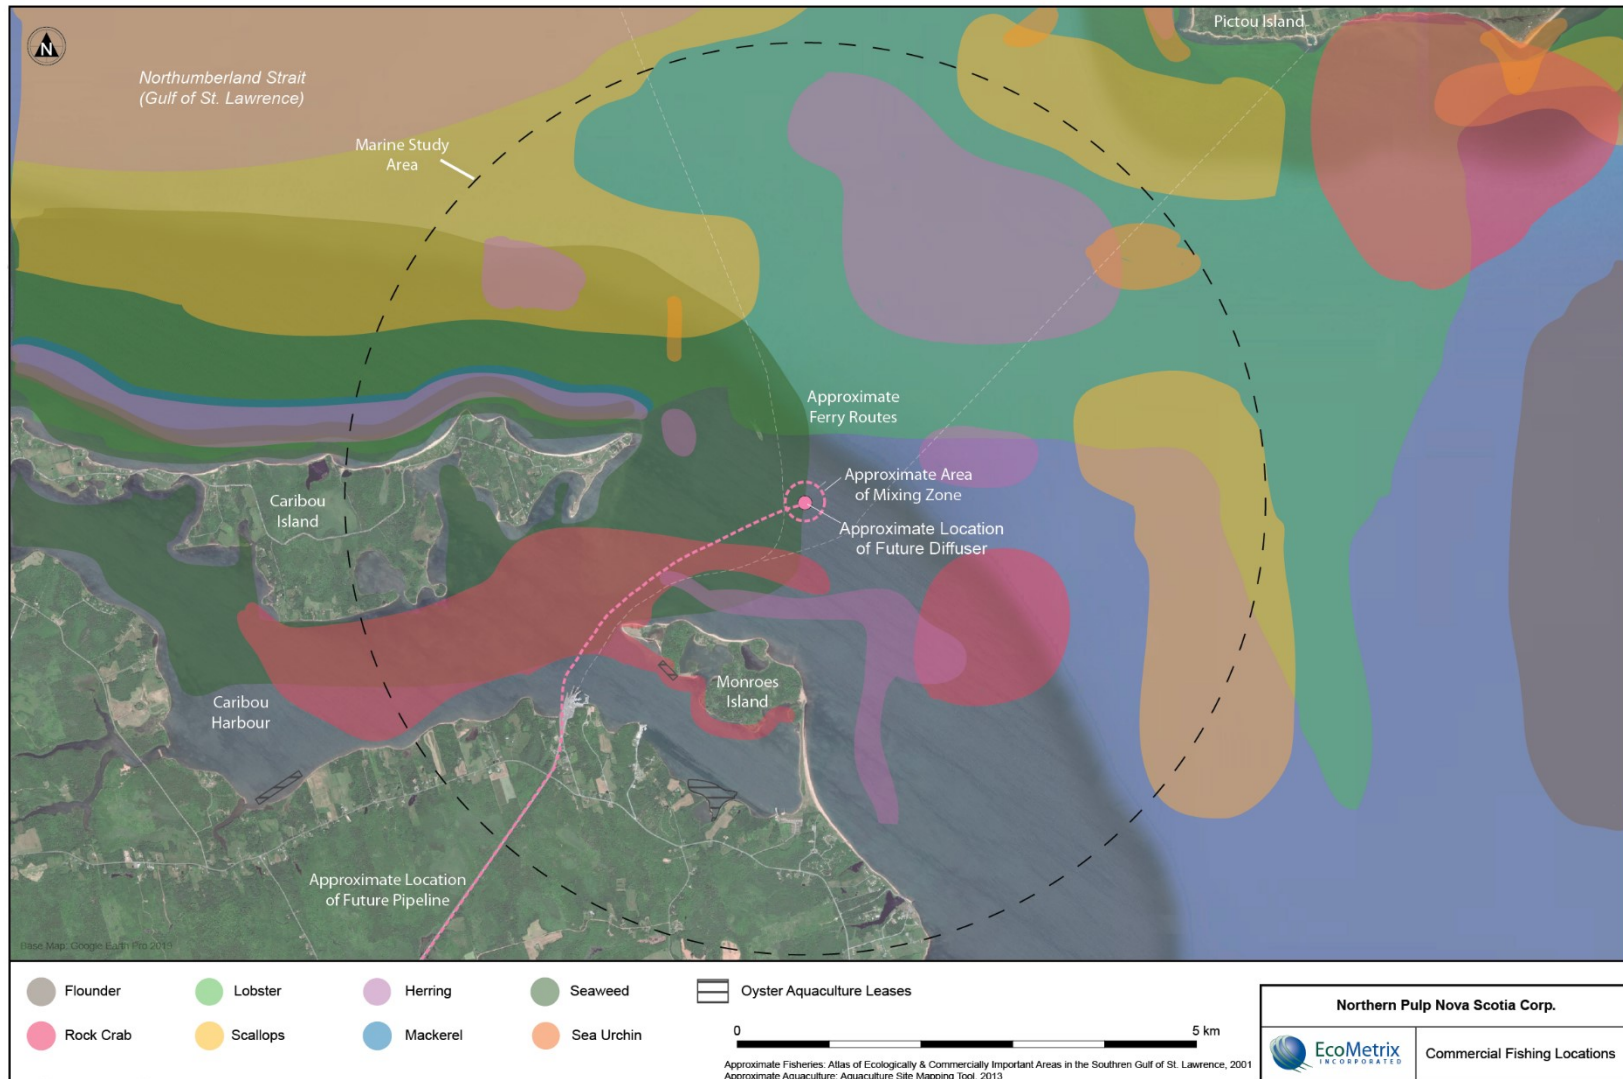 Pictou Island
N
Northumberland Strait
(Gulf of St. Lawrence)
Marine Study
Area
Approximate
Ferry Routes
Approximate Area
of Mixing Zone
Approximate Location
of Future Diffuser
Caribou
Island
Monroes
Island
Caribou
Harbour
Approximate Location
of Future Pipeline
Base Map: Google Earth Pro 2019
Flounder
Lobster
Herring
Seaweed
Oyster Aquaculture Leases
Rock Crab
Scallops
Mackerel
Sea Urchin
0
5 km
Approximate Fisheries: Atlas of Ecologically & Commercially Important Areas in the Southren Gulf of St. Lawrence, 2001
Approximate Aquaculture: Aquaculture Site Mapping Tool, 2013
Northern Pulp Nova Scotia Corp.
EcoMetrix
INCORPORATED
Commercial Fishing Locations